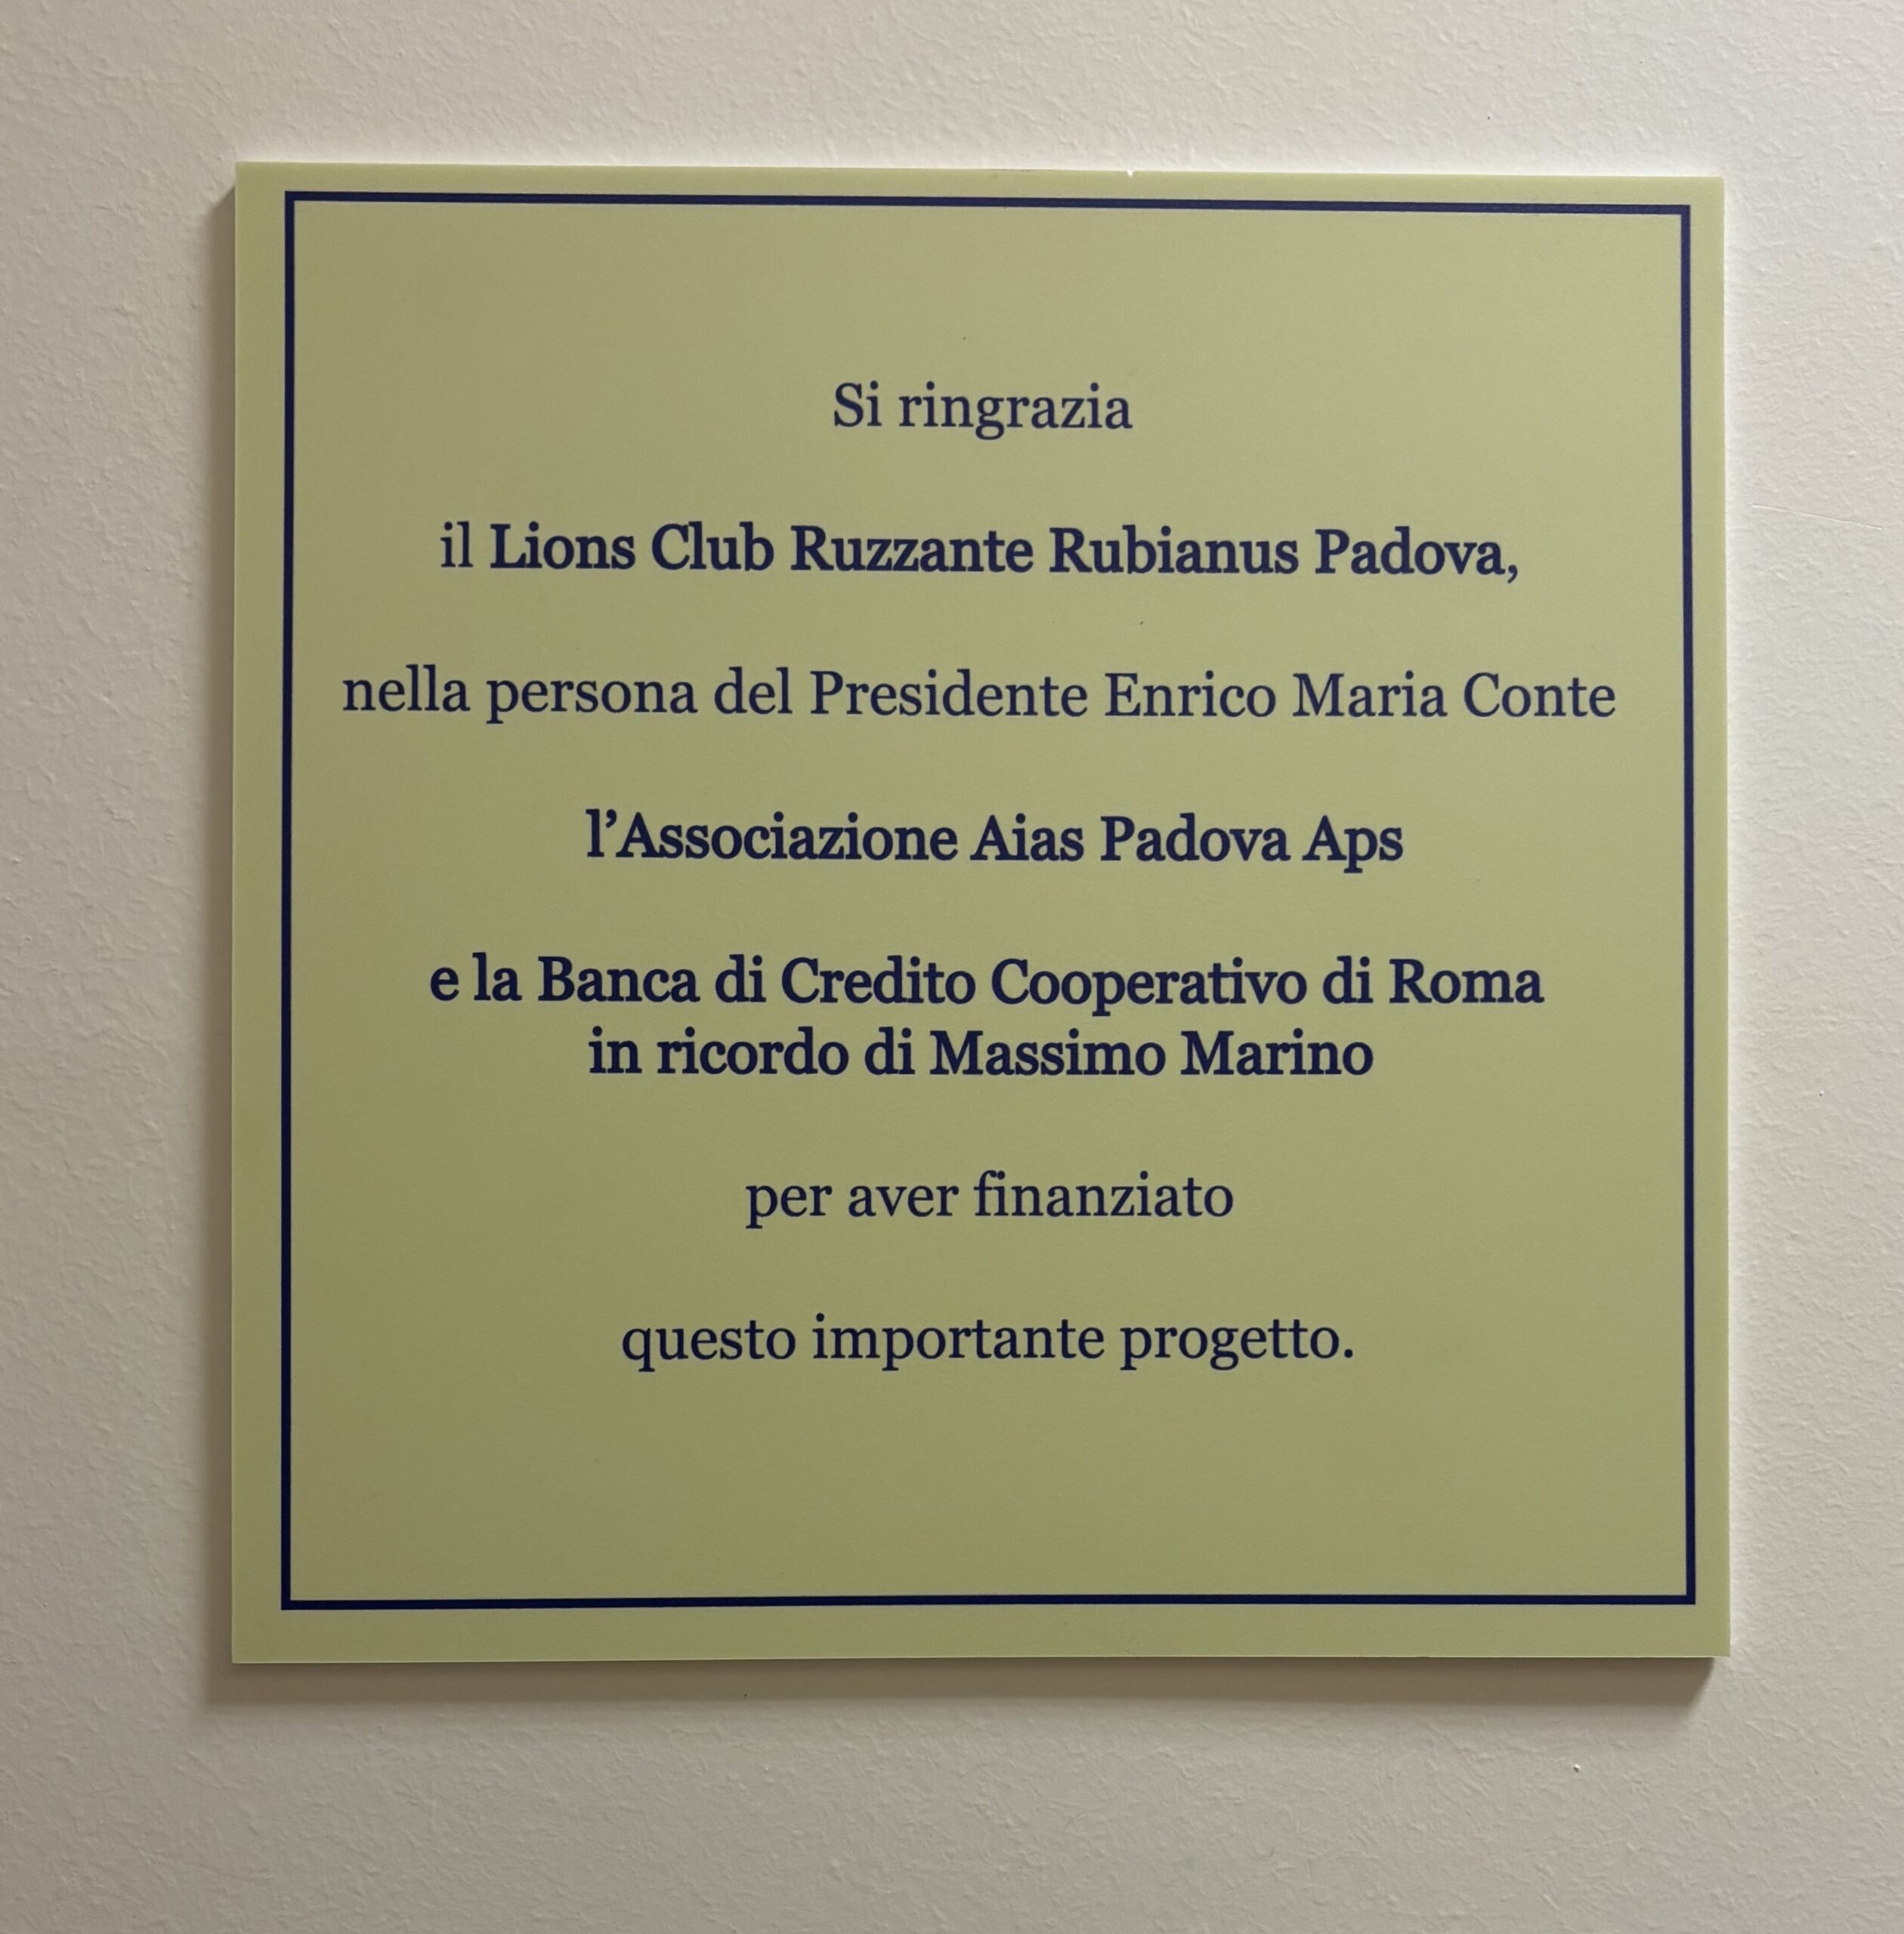 Si ringrazia
il Lions Club Ruzzante Rubianus Padova,
nella persona del Presidente Enrico Maria Conte
l’Associazione Aias Padova Aps
e la Banca di Credito Cooperativo di Roma
in ricordo di Massimo Marino
per aver finanziato
questo importante progetto.